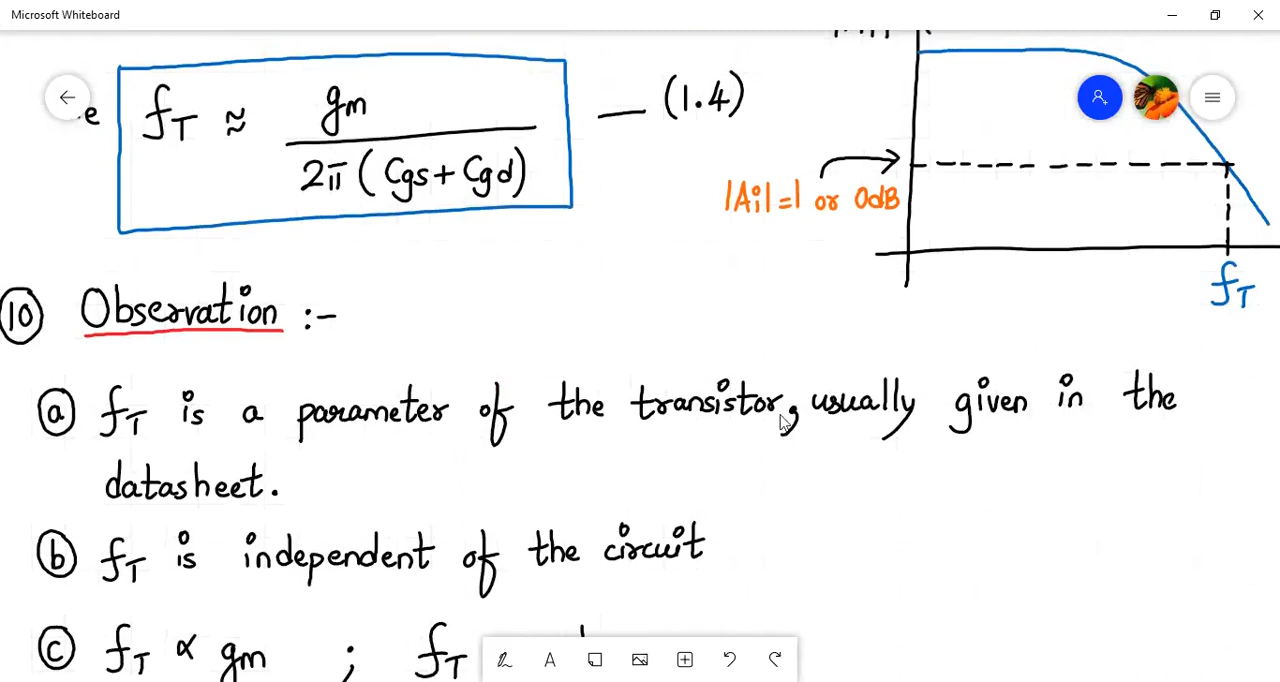 Microsoft Whiteboard
e fT ≈ gm / 2π (Cgs + Cgd) — (1.4)
|Ai| = 1 or 0dB
fT
10 Observation :-
a fT is a parameter of the transistor, usually given in the
datasheet.
b fT is independent of the circuit
c fT ∝ gm ; fT